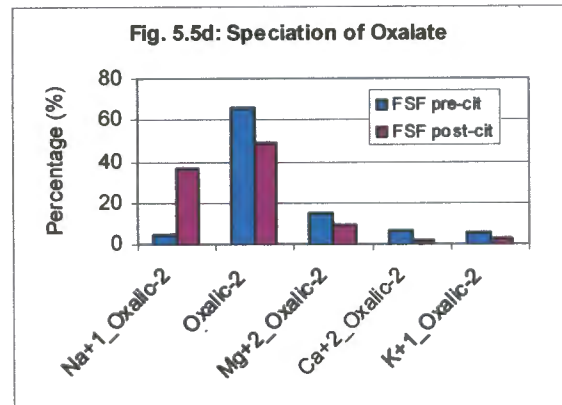 Fig. 5.5d: Speciation of Oxalate
Percentage (%)
80
60
40
20
0
FSF pre-cit
FSF post-cit
Na+1_Oxalic-2
Oxalic-2
Mg+2_Oxalic-2
Ca+2_Oxalic-2
K+1_Oxalic-2